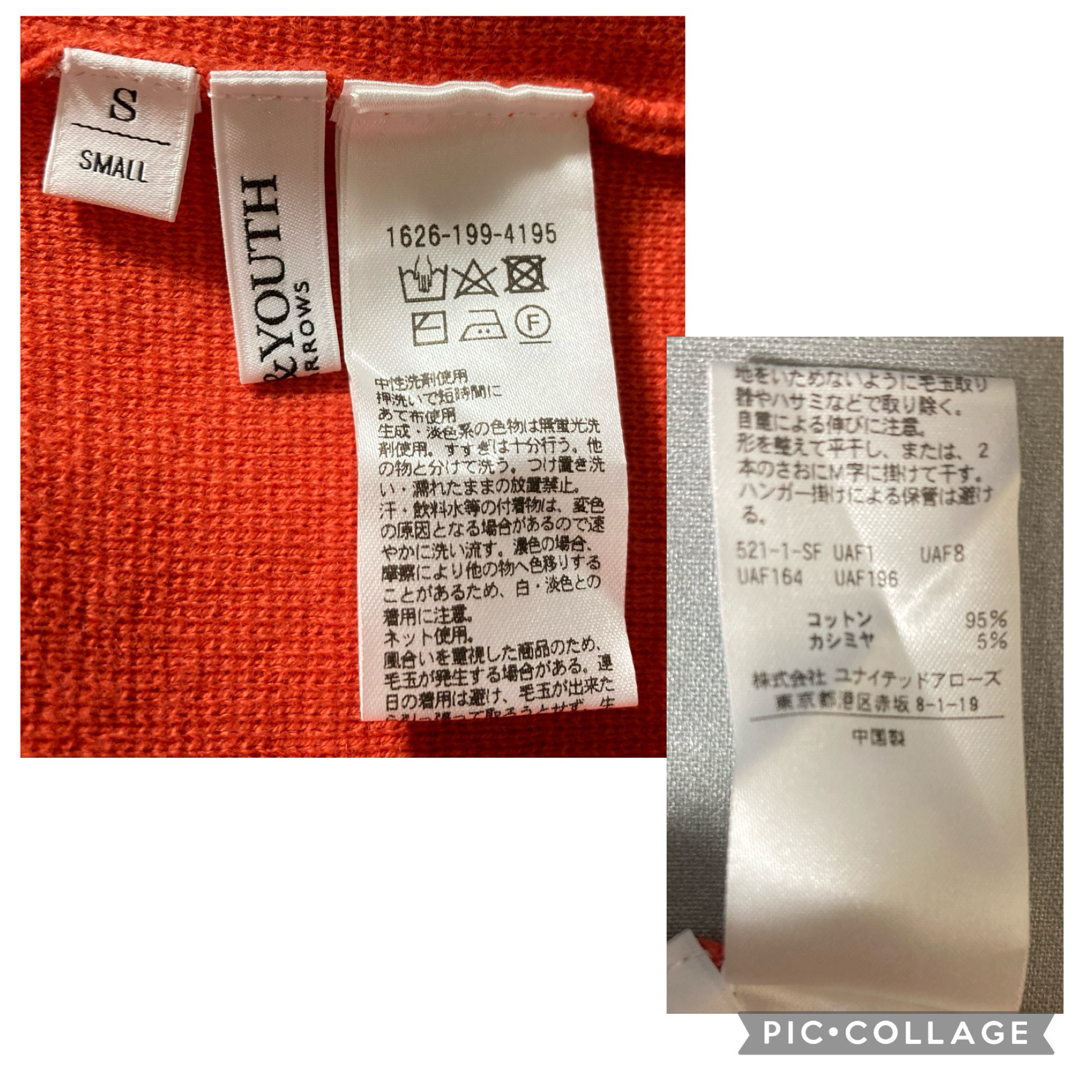 S
SMALL
&YOUTH
RROWS
1626-199-4195
F
中性洗剤使用
押洗いで短時間に
あて布使用
生成・淡色系の色物は無蛍光洗
剤使用。すすぎは十分行う。他
の物と分けて洗う。つけ置き洗
い・濡れたままの放置禁止。
汗・飲料水等の付着物は、変色
の原因となる場合があるので速
やかに洗い流す。濃色の場合、
摩擦により他の物へ色移りする
ことがあるため、白・淡色との
着用に注意。
ネット使用。
風合いを重視した商品のため、
毛玉が発生する場合がある。連
日の着用は避け、毛玉が出来た
ら引っ張って取ろうとせず、生
地をいためないように毛玉取り
器やハサミなどで取り除く。
自重による伸びに注意。
形を整えて平干し、または、2
本のさおにM字に掛けて干す。
ハンガー掛けによる保管は避け
る。
521-1-SF UAF1 UAF8
UAF164 UAF196
コットン 95%
カシミヤ 5%
株式会社 ユナイテッドアローズ
東京都港区赤坂 8-1-19
中国製
PIC•COLLAGE